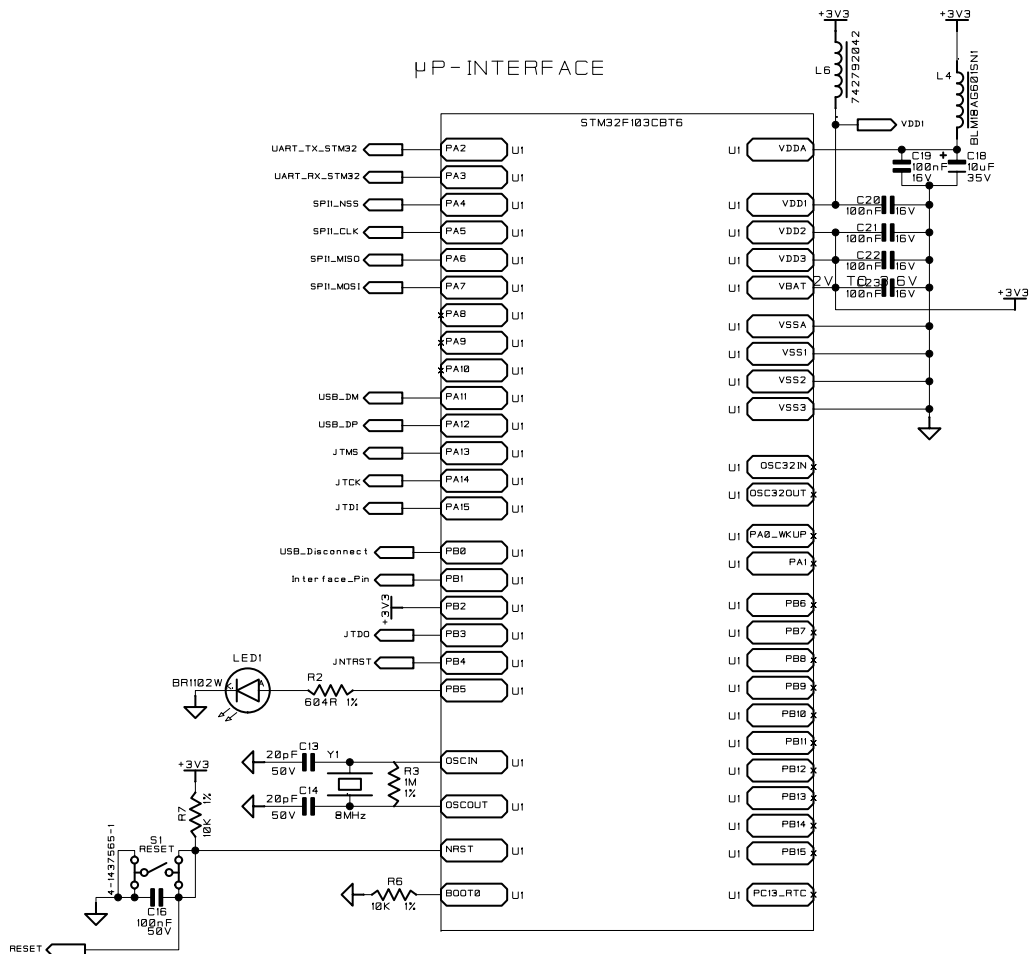 +3V3
+3V3
L6
742792042
L4
BLM18AG601SN1
µP-INTERFACE
STM32F103CBT6
VDD1
UART_TX_STM32 PA2 U1
U1 VDDA
C19 100nF 16V
+ C18 10uF 35V
UART_RX_STM32 PA3 U1
SPI1_NSS PA4 U1
U1 VDD1 C20 100nF 16V
SPI1_CLK PA5 U1
U1 VDD2 C21 100nF 16V
SPI1_MISO PA6 U1
U1 VDD3 C22 100nF 16V
SPI1_MOSI PA7 U1
U1 VBAT C23 100nF 16V
2V TO 3.6V
+3V3
PA8 U1
U1 VSSA
PA9 U1
U1 VSS1
PA10 U1
U1 VSS2
USB_DM PA11 U1
U1 VSS3
USB_DP PA12 U1
JTMS PA13 U1
U1 OSC32IN
JTCK PA14 U1
U1 OSC32OUT
JTDI PA15 U1
U1 PA0_WKUP
USB_Disconnect PB0 U1
U1 PA1
Interface_Pin PB1 U1
+3V3 PB2 U1
U1 PB6
JTDO PB3 U1
U1 PB7
JNTRST PB4 U1
U1 PB8
LED1
BR1102W K A
R2
604R 1%
PB5 U1
U1 PB9
U1 PB10
U1 PB11
20pF C13
50V
Y1
8MHz
R3
1M
1%
OSCIN U1
U1 PB12
20pF C14
50V
OSCOUT U1
U1 PB13
U1 PB14
+3V3
R7 1%
10K
4-1437565-1
S1
RESET
NRST U1
U1 PB15
C16
100nF
50V
R6
10K 1%
BOOT0 U1
U1 PC13_RTC
RESET